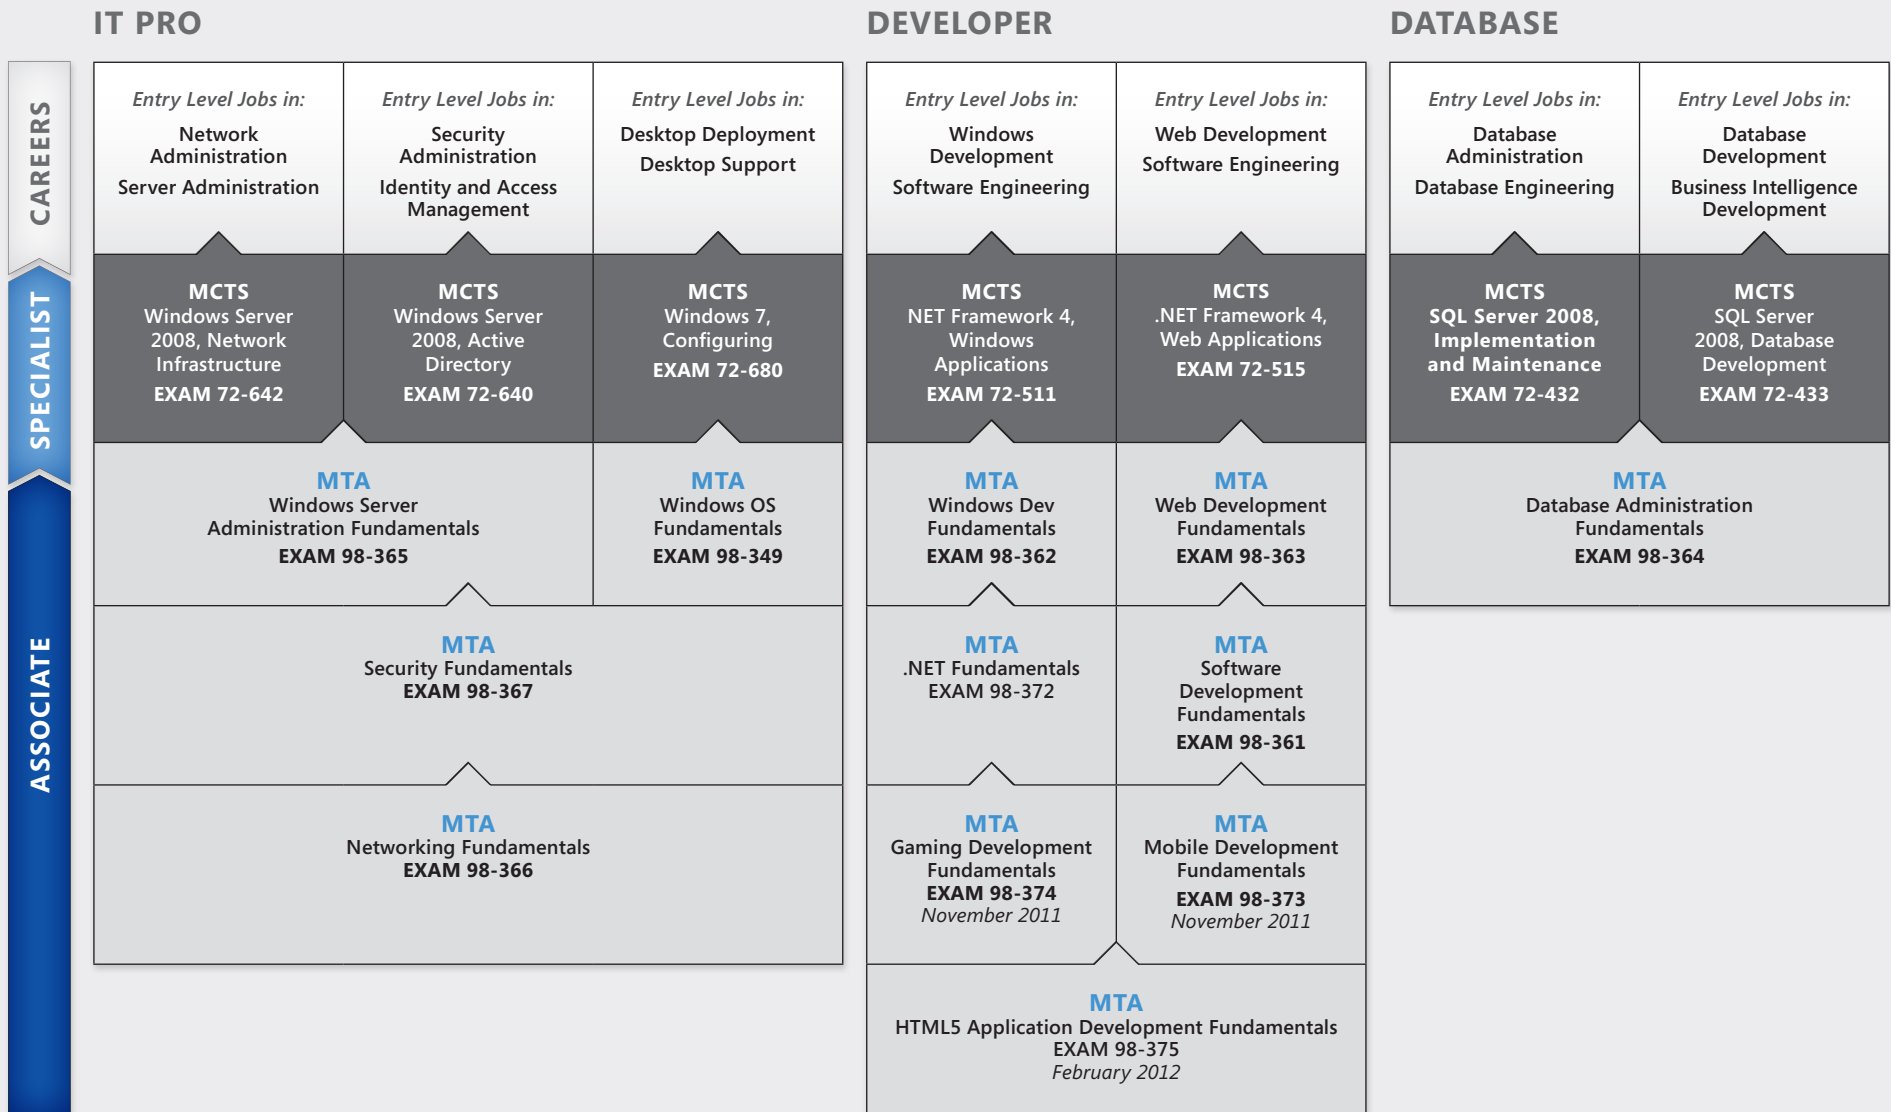 IT PRO
DEVELOPER
DATABASE
CAREERS
SPECIALIST
ASSOCIATE
Entry Level Jobs in:
Network
Administration
Server Administration
Entry Level Jobs in:
Security
Administration
Identity and Access
Management
Entry Level Jobs in:
Desktop Deployment
Desktop Support
Entry Level Jobs in:
Windows
Development
Software Engineering
Entry Level Jobs in:
Web Development
Software Engineering
Entry Level Jobs in:
Database
Administration
Database Engineering
Entry Level Jobs in:
Database
Development
Business Intelligence
Development
MCTS
Windows Server
2008, Network
Infrastructure
EXAM 72-642
MCTS
Windows Server
2008, Active
Directory
EXAM 72-640
MCTS
Windows 7,
Configuring
EXAM 72-680
MCTS
NET Framework 4,
Windows
Applications
EXAM 72-511
MCTS
.NET Framework 4,
Web Applications
EXAM 72-515
MCTS
SQL Server 2008,
Implementation
and Maintenance
EXAM 72-432
MCTS
SQL Server
2008, Database
Development
EXAM 72-433
MTA
Windows Server
Administration Fundamentals
EXAM 98-365
MTA
Windows OS
Fundamentals
EXAM 98-349
MTA
Windows Dev
Fundamentals
EXAM 98-362
MTA
Web Development
Fundamentals
EXAM 98-363
MTA
Database Administration
Fundamentals
EXAM 98-364
MTA
Security Fundamentals
EXAM 98-367
MTA
.NET Fundamentals
EXAM 98-372
MTA
Software
Development
Fundamentals
EXAM 98-361
MTA
Networking Fundamentals
EXAM 98-366
MTA
Gaming Development
Fundamentals
EXAM 98-374
November 2011
MTA
Mobile Development
Fundamentals
EXAM 98-373
November 2011
MTA
HTML5 Application Development Fundamentals
EXAM 98-375
February 2012